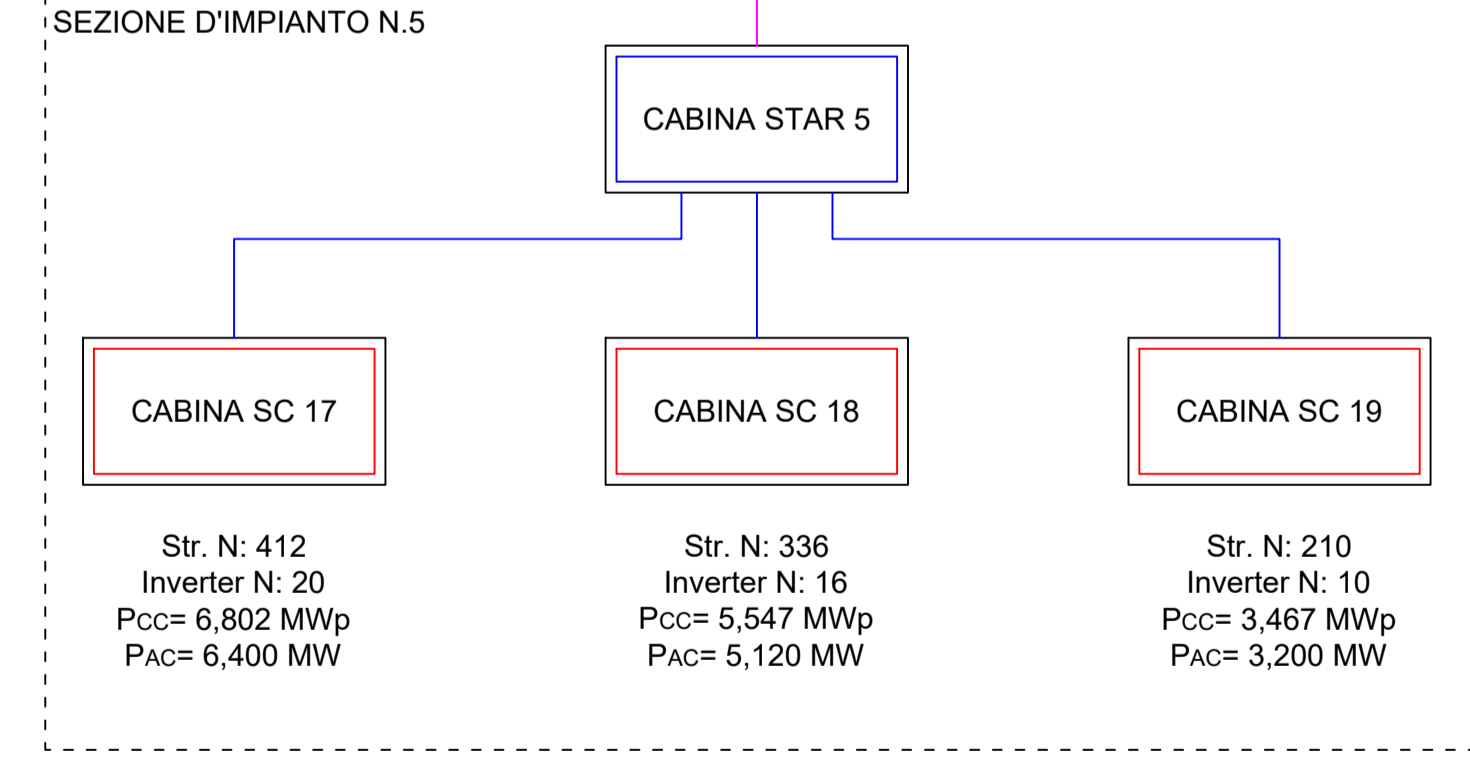 SEZIONE D'IMPIANTO N.5
CABINA STAR 5
CABINA SC 17
CABINA SC 18
CABINA SC 19
Str. N: 412
Inverter N: 20
PCC= 6,802 MWp
PAC= 6,400 MW
Str. N: 336
Inverter N: 16
PCC= 5,547 MWp
PAC= 5,120 MW
Str. N: 210
Inverter N: 10
PCC= 3,467 MWp
PAC= 3,200 MW